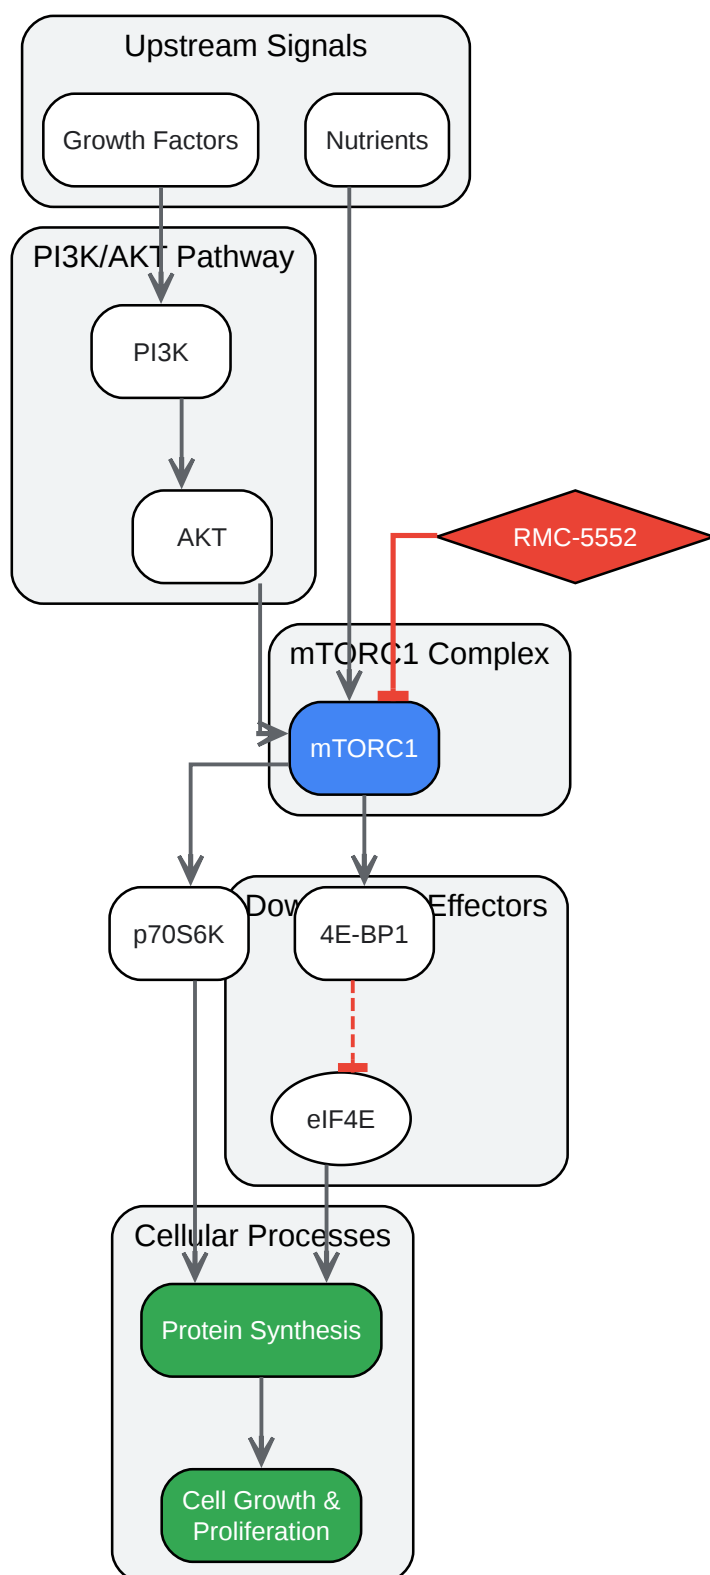 Upstream Signals
Growth Factors
Nutrients
PI3K/AKT Pathway
PI3K
AKT
RMC-5552
mTORC1 Complex
mTORC1
Effectors
p70S6K
4E-BP1
eIF4E
Cellular Processes
Protein Synthesis
Cell Growth &
Proliferation